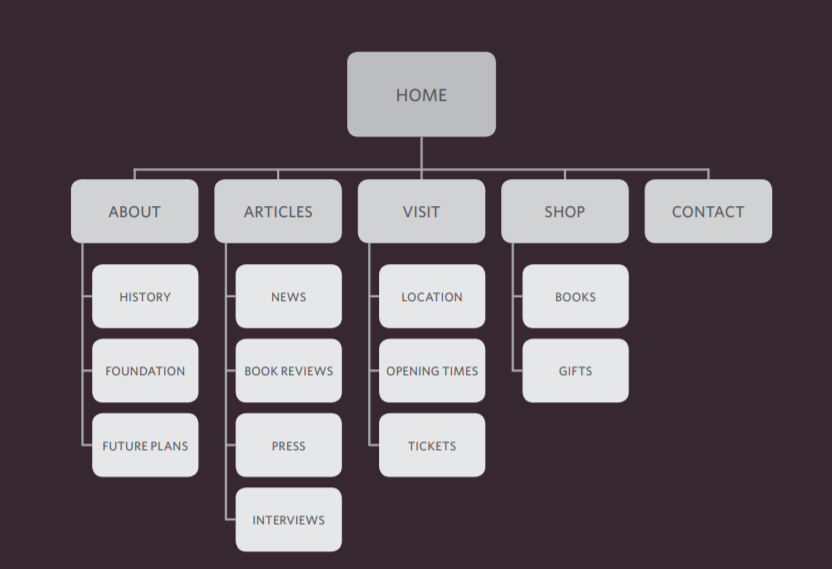 HOME
ABOUT
ARTICLES
VISIT
SHOP
CONTACT
HISTORY
NEWS
LOCATION
BOOKS
FOUNDATION
BOOK REVIEWS
OPENING TIMES
GIFTS
FUTURE PLANS
PRESS
TICKETS
INTERVIEWS